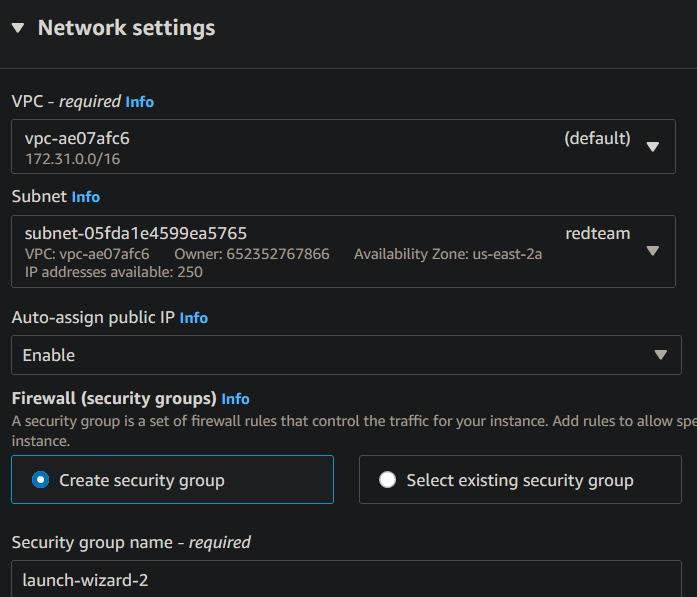 Network settings
VPC - required Info
vpc-ae07afc6 (default)
172.31.0.0/16
Subnet Info
subnet-05fda1e4599ea5765 redteam
VPC: vpc-ae07afc6 Owner: 652352767866 Availability Zone: us-east-2a
IP addresses available: 250
Auto-assign public IP Info
Enable
Firewall (security groups) Info
A security group is a set of firewall rules that control the traffic for your instance. Add rules to allow spe
instance.
Create security group Select existing security group
Security group name - required
launch-wizard-2